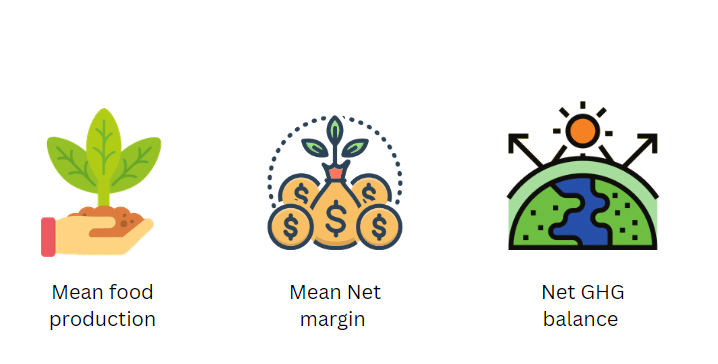 $
$
$
$
$
Mean food
production
Mean Net
margin
Net GHG
balance